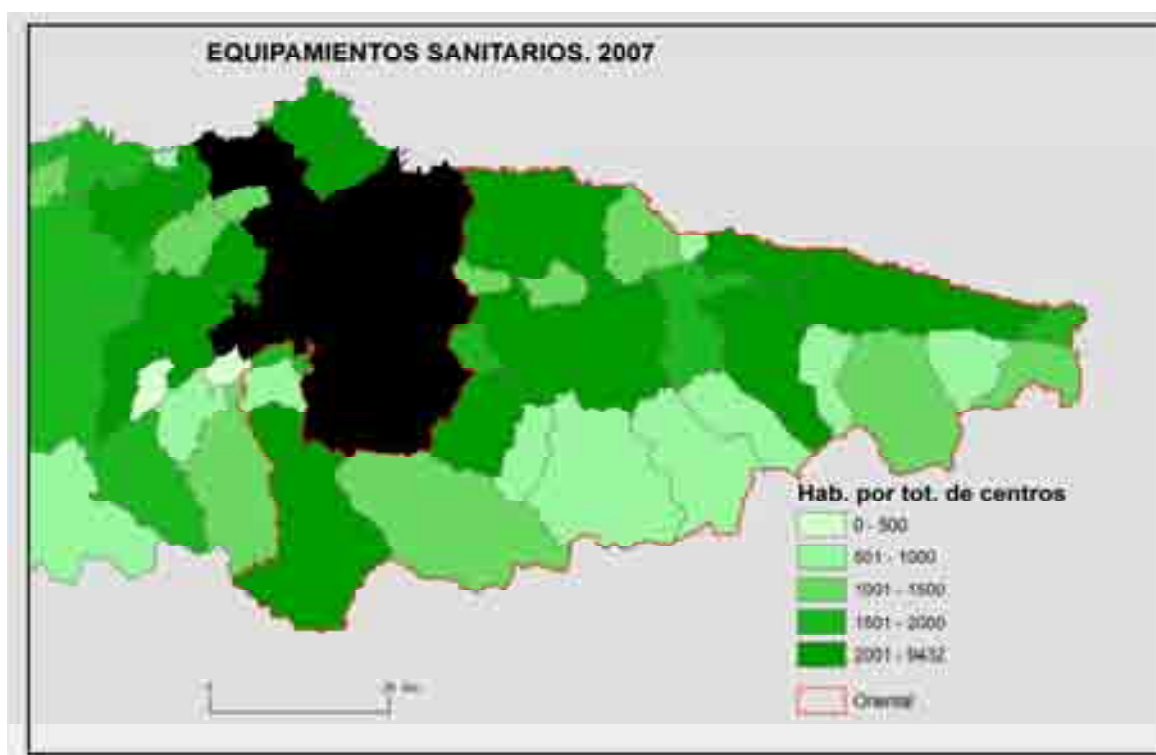 EQUIPAMIENTOS SANITARIOS. 2007
Hab. por tot. de centros
0 - 500
501 - 1000
1001 - 1500
1501 - 2000
2001 - 9432
Oriental